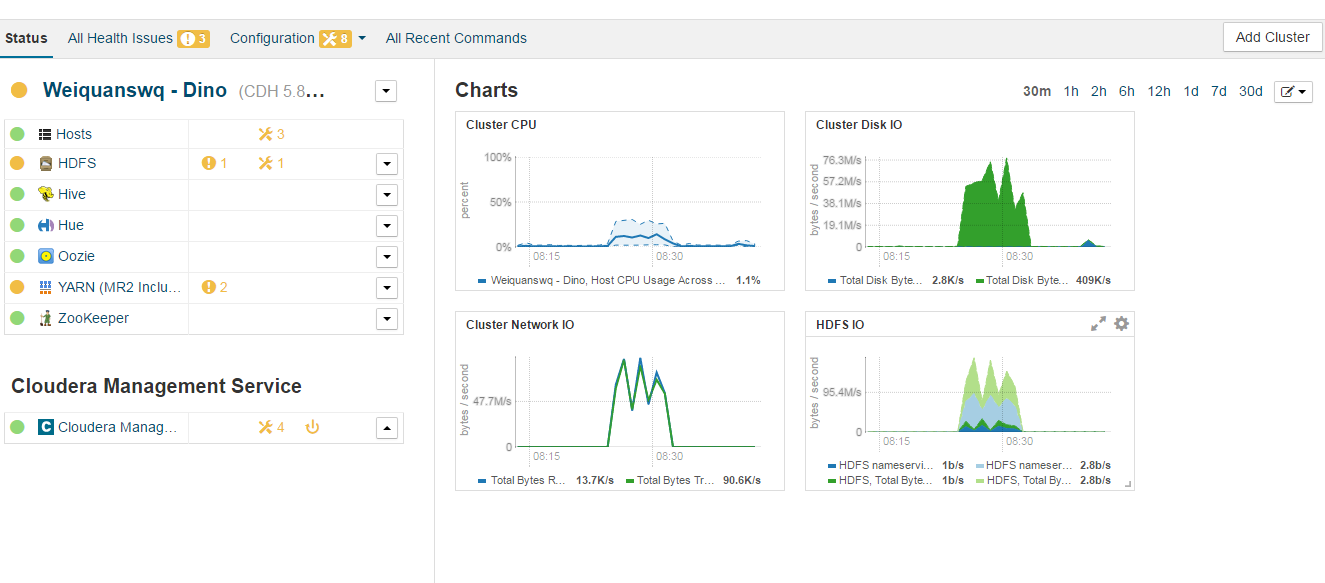 Status All Health Issues 3 Configuration 8 All Recent Commands Add Cluster
Weiquanswq - Dino (CDH 5.8...
Hosts 3
HDFS 1 1
Hive
Hue
Oozie
YARN (MR2 Inclu... 2
ZooKeeper
Cloudera Management Service
C Cloudera Manag... 4
Charts 30m 1h 2h 6h 12h 1d 7d 30d
Cluster CPU
percent
100%
50%
0%
08:15 08:30
Weiquanswq - Dino, Host CPU Usage Across ... 1.1%
Cluster Disk IO
bytes / second
76.3M/s
57.2M/s
38.1M/s
19.1M/s
0
08:15 08:30
Total Disk Byte... 2.8K/s Total Disk Byte... 409K/s
Cluster Network IO
bytes / second
47.7M/s
0
08:15 08:30
Total Bytes R... 13.7K/s Total Bytes Tr... 90.6K/s
HDFS IO
bytes / second
95.4M/s
0
08:15 08:30
HDFS nameservi... 1b/s HDFS nameser... 2.8b/s
HDFS, Total Byte... 1b/s HDFS, Total By... 2.8b/s